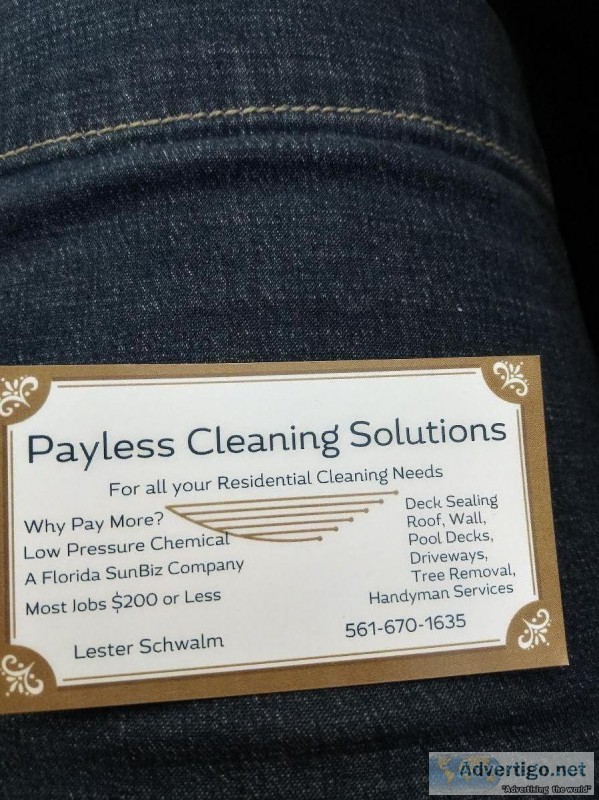 Payless Cleaning Solutions
For all your Residential Cleaning Needs
Why Pay More?
Low Pressure Chemical
A Florida SunBiz Company
Most Jobs $200 or Less
Lester Schwalm
Deck Sealing
Roof, Wall,
Pool Decks,
Driveways,
Tree Removal,
Handyman Services
561-670-1635
Advertigo.net
"Advertising the world"